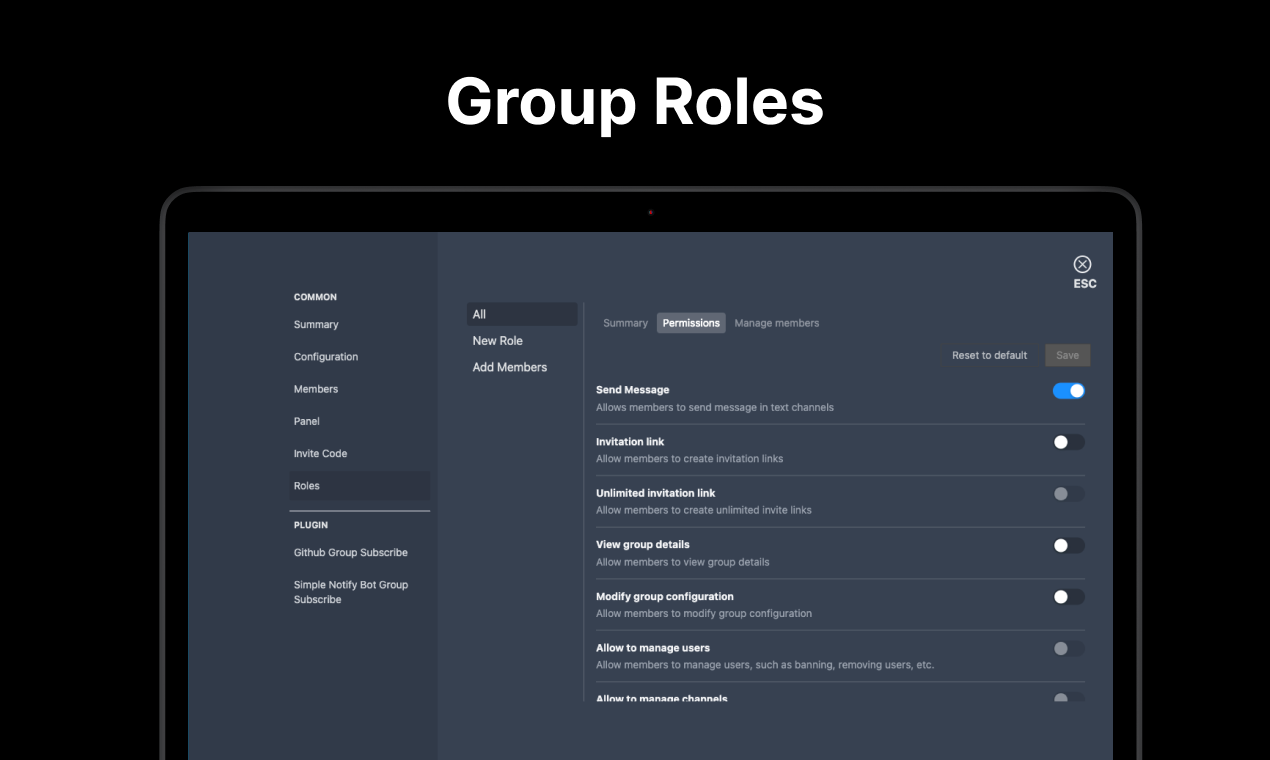 Group Roles
ESC
COMMON
Summary
Configuration
Members
Panel
Invite Code
Roles
PLUGIN
Github Group Subscribe
Simple Notify Bot Group
Subscribe
All
New Role
Add Members
Summary Permissions Manage members
Reset to default Save
Send Message
Allows members to send message in text channels
Invitation link
Allow members to create invitation links
Unlimited invitation link
Allow members to create unlimited invite links
View group details
Allow members to view group details
Modify group configuration
Allow members to modify group configuration
Allow to manage users
Allow members to manage users, such as banning, removing users, etc.
Allow to manage channels